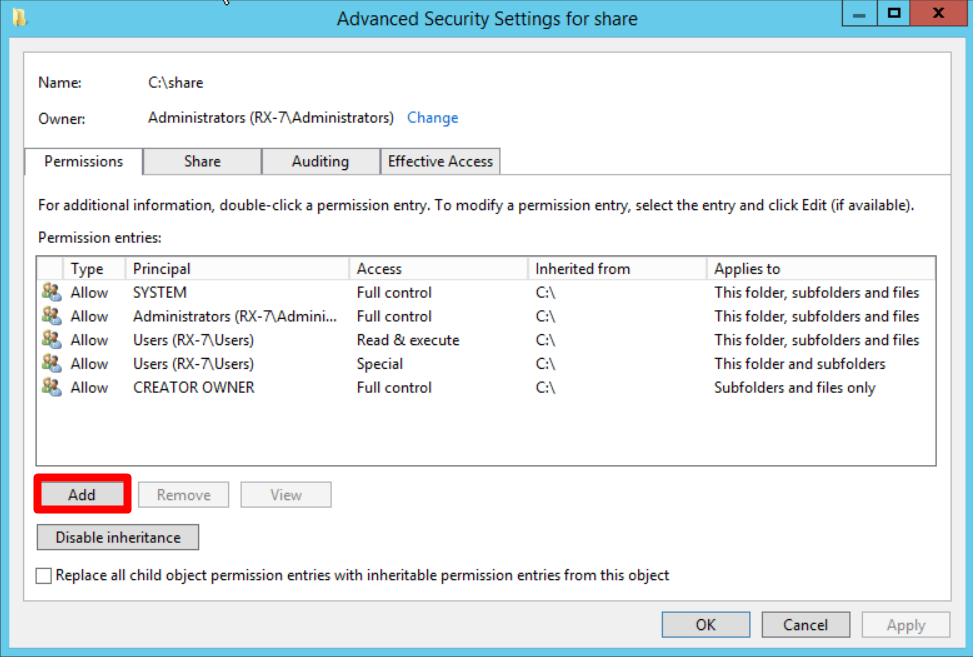 Advanced Security Settings for share
Name: C:\share
Owner: Administrators (RX-7\Administrators) Change
Permissions Share Auditing Effective Access
For additional information, double-click a permission entry. To modify a permission entry, select the entry and click Edit (if available).
Permission entries:
Type Principal Access Inherited from Applies to
Allow SYSTEM Full control C:\ This folder, subfolders and files
Allow Administrators (RX-7\Admini... Full control C:\ This folder, subfolders and files
Allow Users (RX-7\Users) Read & execute C:\ This folder, subfolders and files
Allow Users (RX-7\Users) Special C:\ This folder and subfolders
Allow CREATOR OWNER Full control C:\ Subfolders and files only
Add Remove View
Disable inheritance
Replace all child object permission entries with inheritable permission entries from this object
OK Cancel Apply